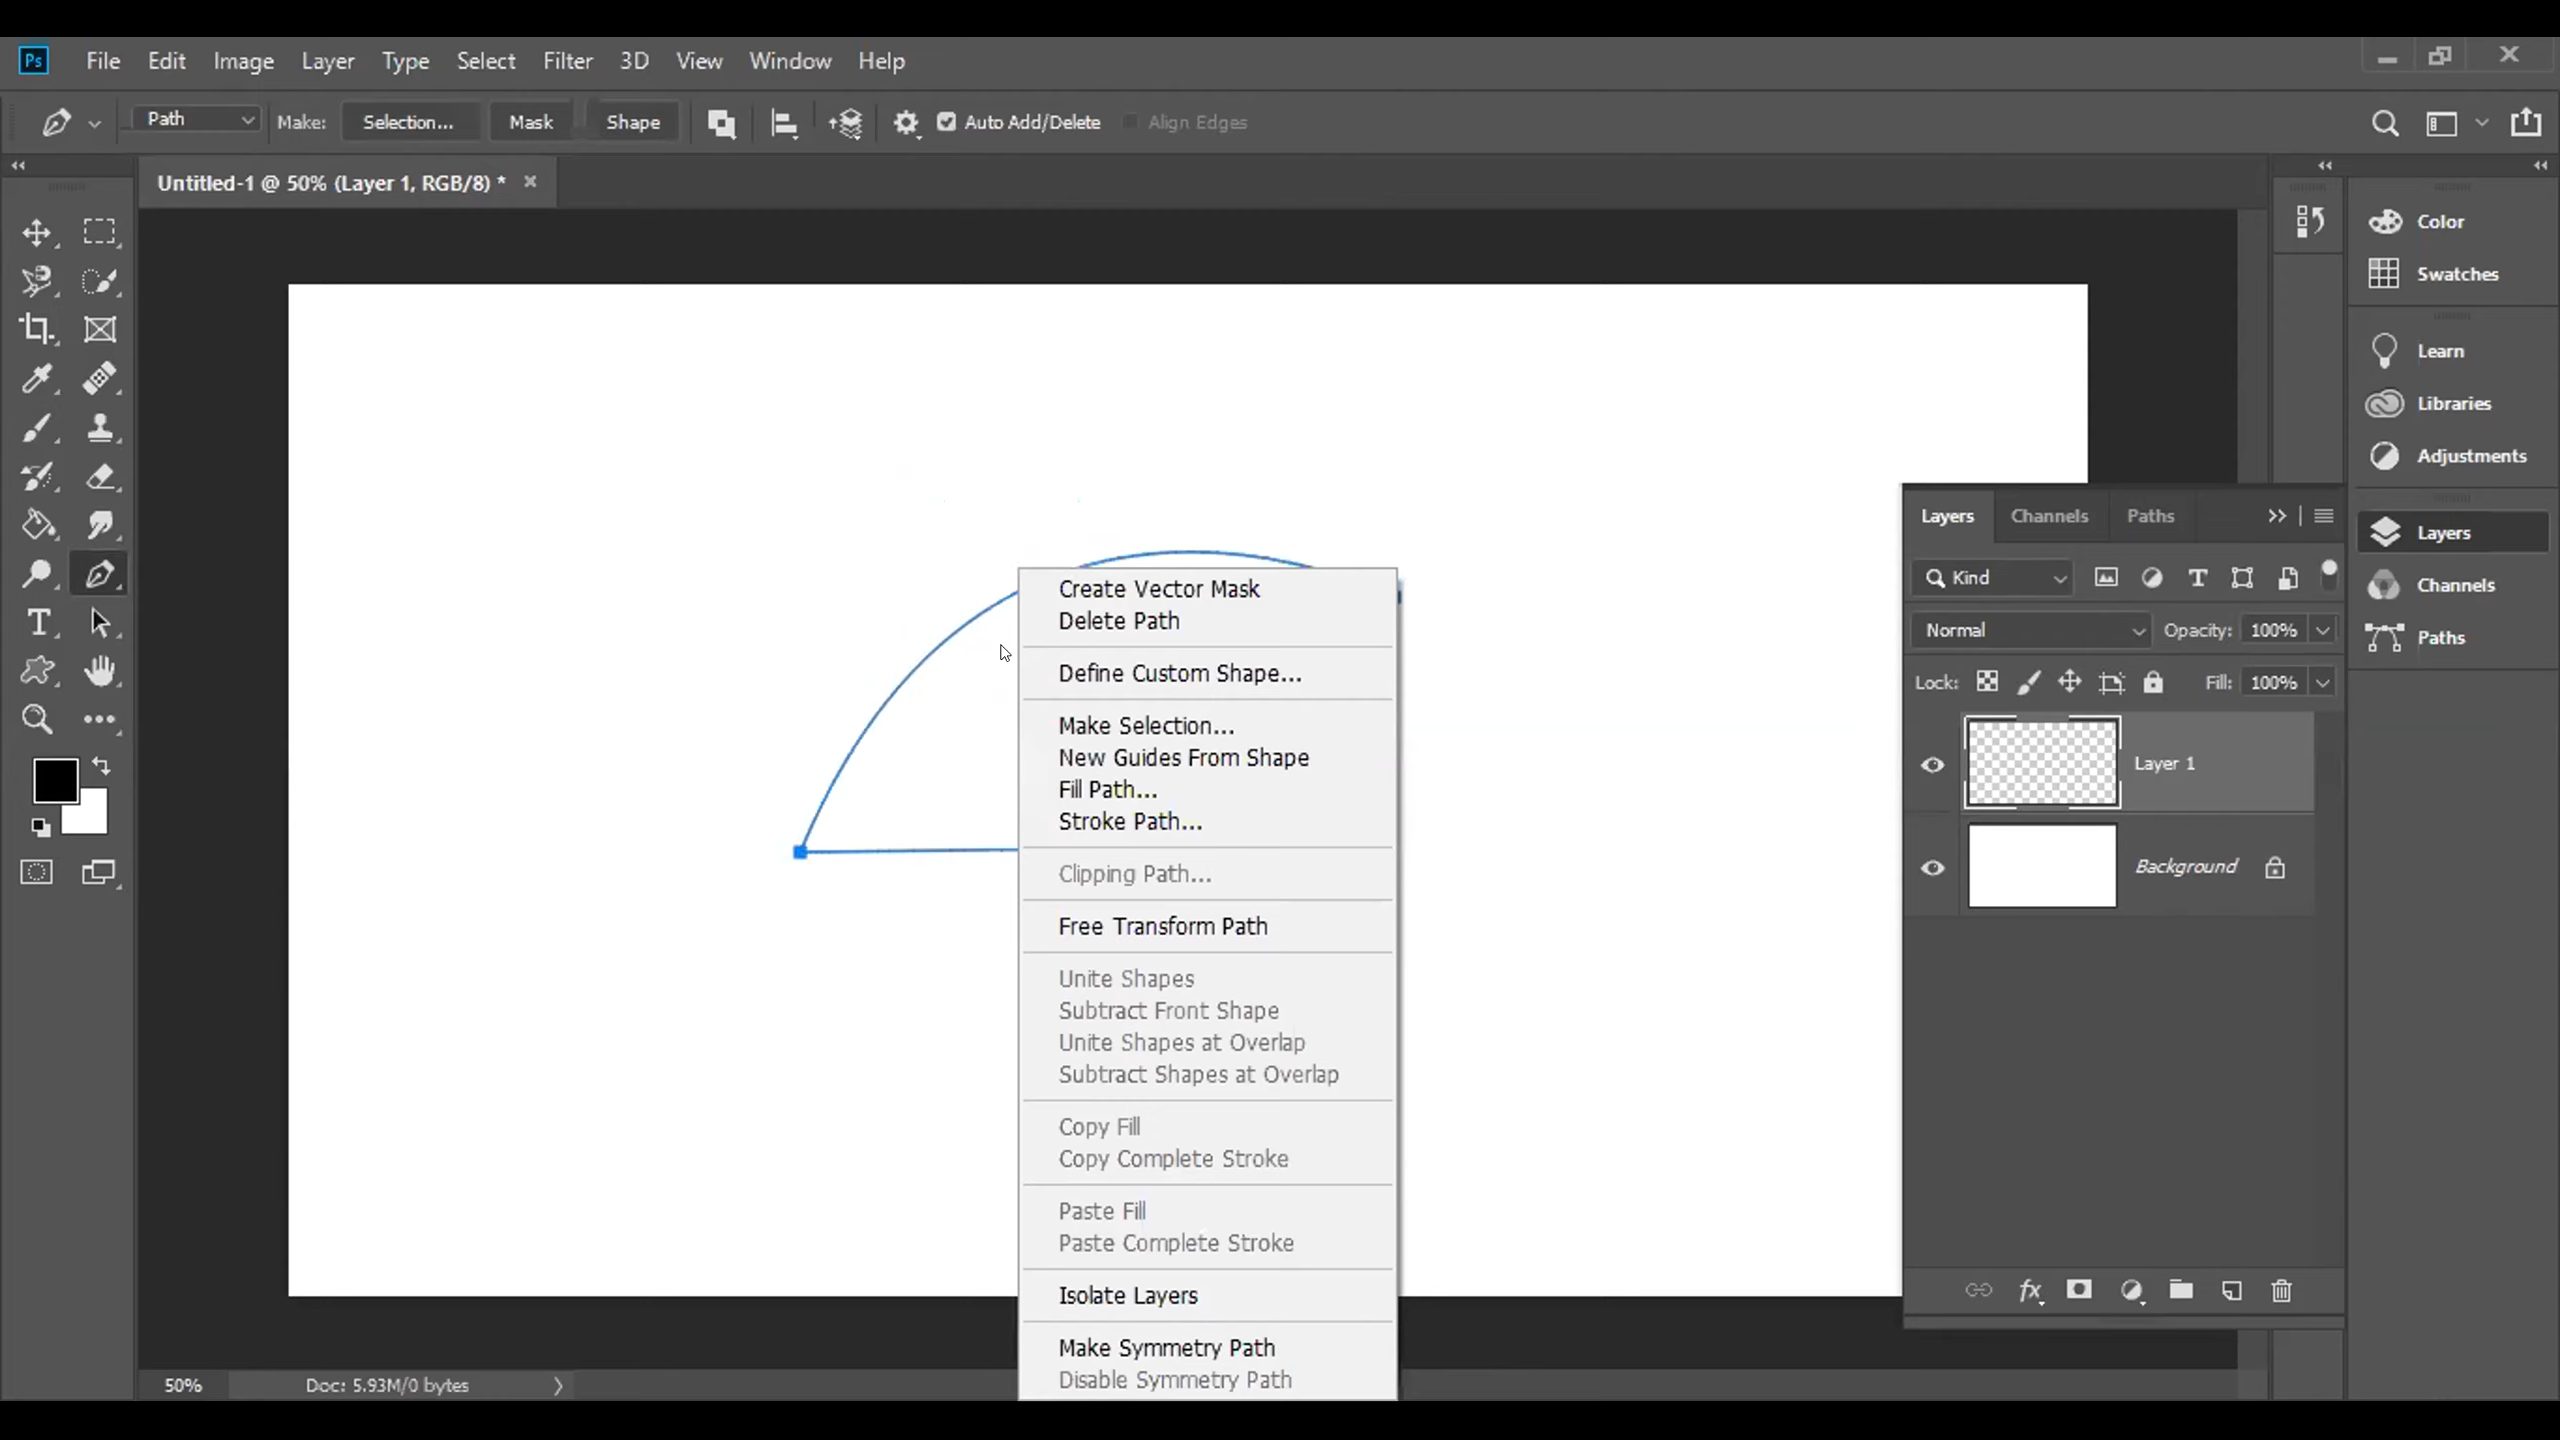 Ps File Edit Image Layer Type Select Filter 3D View Window Help
Path Make: Selection... Mask Shape Auto Add/Delete Align Edges
Untitled-1 @ 50% (Layer 1, RGB/8) *
Color
Swatches
Learn
Libraries
Adjustments
Layers
Channels
Paths
Layers Channels Paths
Kind
Normal Opacity: 100%
Lock: Fill: 100%
Layer 1
Background
fx
Create Vector Mask
Delete Path
Define Custom Shape...
Make Selection...
New Guides From Shape
Fill Path...
Stroke Path...
Clipping Path...
Free Transform Path
Unite Shapes
Subtract Front Shape
Unite Shapes at Overlap
Subtract Shapes at Overlap
Copy Fill
Copy Complete Stroke
Paste Fill
Paste Complete Stroke
Isolate Layers
Make Symmetry Path
Disable Symmetry Path
50% Doc: 5.93M/0 bytes